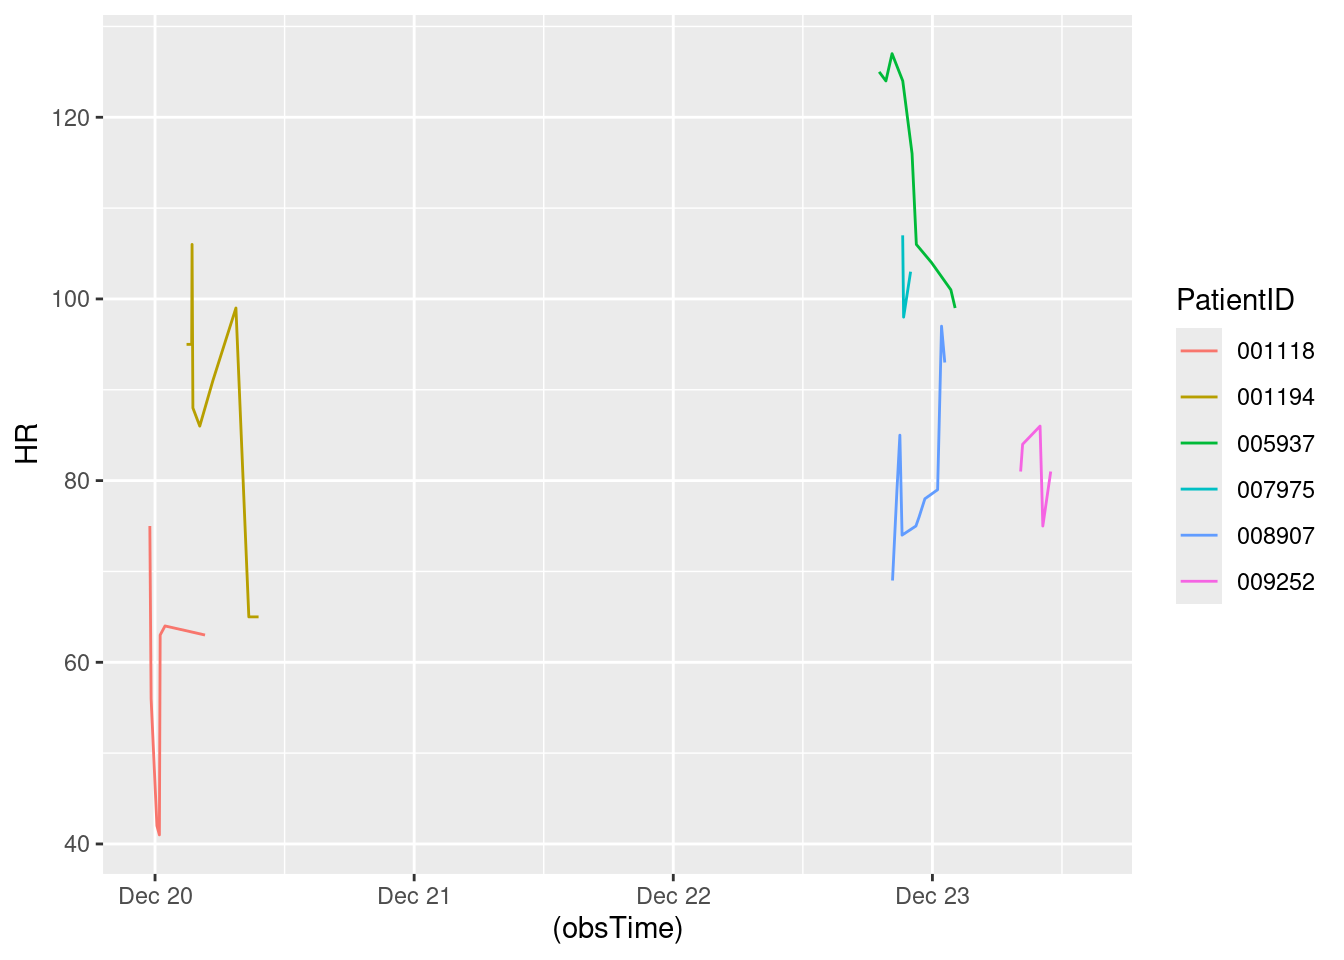 120
100
80
60
40
HR
Dec 20
Dec 21
Dec 22
Dec 23
(obsTime)
PatientID
001118
001194
005937
007975
008907
009252